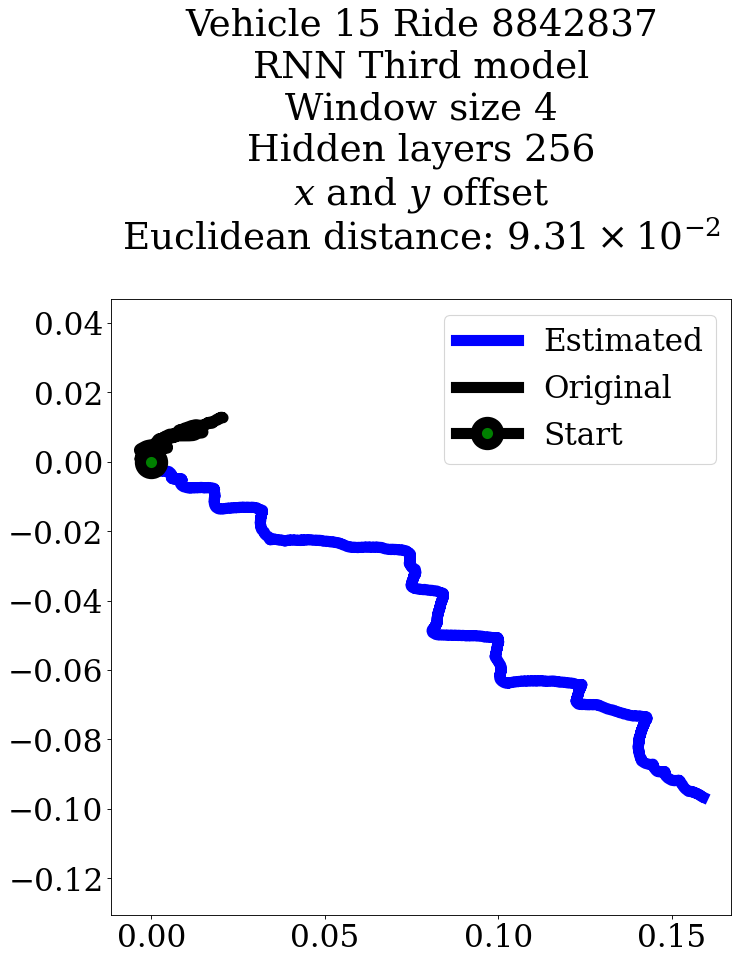 Vehicle 15 Ride 8842837
RNN Third model
Window size 4
Hidden layers 256
x and y offset
Euclidean distance: 9.31 × 10⁻²
Estimated
Original
Start
0.04
0.02
0.00
−0.02
−0.04
−0.06
−0.08
−0.10
−0.12
0.00 0.05 0.10 0.15